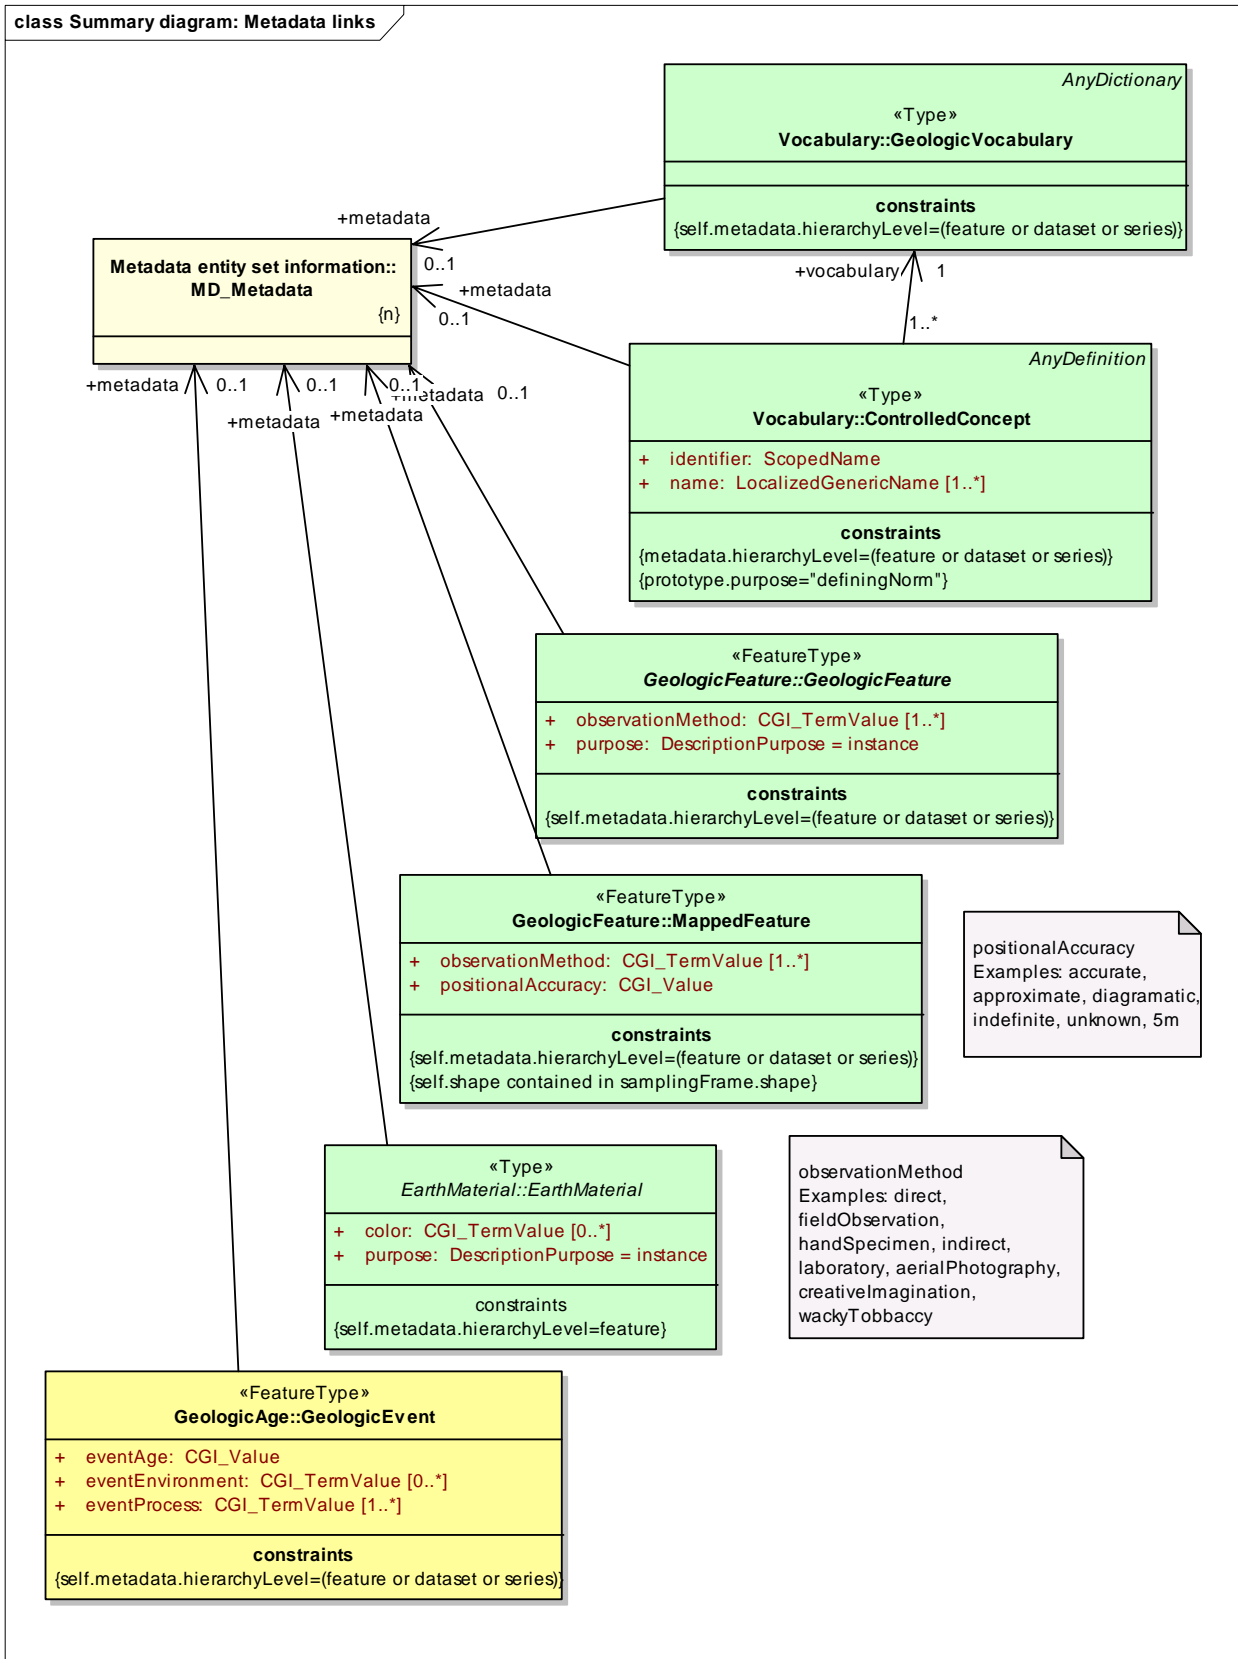 class Summary diagram: Metadata links
AnyDictionary
«Type»
Vocabulary::GeologicVocabulary
constraints
{self.metadata.hierarchyLevel=(feature or dataset or series)}
+metadata
0..1
Metadata entity set information::
MD_Metadata
{n}
+metadata
0..1
+vocabulary
1
1..*
AnyDefinition
«Type»
Vocabulary::ControlledConcept
+ identifier: ScopedName
+ name: LocalizedGenericName [1..*]
constraints
{metadata.hierarchyLevel=(feature or dataset or series)}
{prototype.purpose="definingNorm"}
+metadata
0..1
+metadata
0..1
+metadata
0..1
+metadata
0..1
«FeatureType»
GeologicFeature::GeologicFeature
+ observationMethod: CGI_TermValue [1..*]
+ purpose: DescriptionPurpose = instance
constraints
{self.metadata.hierarchyLevel=(feature or dataset or series)}
«FeatureType»
GeologicFeature::MappedFeature
+ observationMethod: CGI_TermValue [1..*]
+ positionalAccuracy: CGI_Value
constraints
{self.metadata.hierarchyLevel=(feature or dataset or series)}
{self.shape contained in samplingFrame.shape}
positionalAccuracy
Examples: accurate,
approximate, diagramatic,
indefinite, unknown, 5m
«Type»
EarthMaterial::EarthMaterial
+ color: CGI_TermValue [0..*]
+ purpose: DescriptionPurpose = instance
constraints
{self.metadata.hierarchyLevel=feature}
observationMethod
Examples: direct,
fieldObservation,
handSpecimen, indirect,
laboratory, aerialPhotography,
creativeImagination,
wackyTobbaccy
«FeatureType»
GeologicAge::GeologicEvent
+ eventAge: CGI_Value
+ eventEnvironment: CGI_TermValue [0..*]
+ eventProcess: CGI_TermValue [1..*]
constraints
{self.metadata.hierarchyLevel=(feature or dataset or series)}